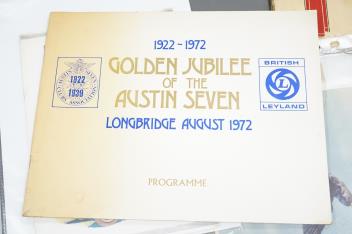 1922-1972
GOLDEN JUBILEE
OF THE
AUSTIN SEVEN
LONGBRIDGE AUGUST 1972
PROGRAMME
1922
1939
BRITISH
L
LEYLAND